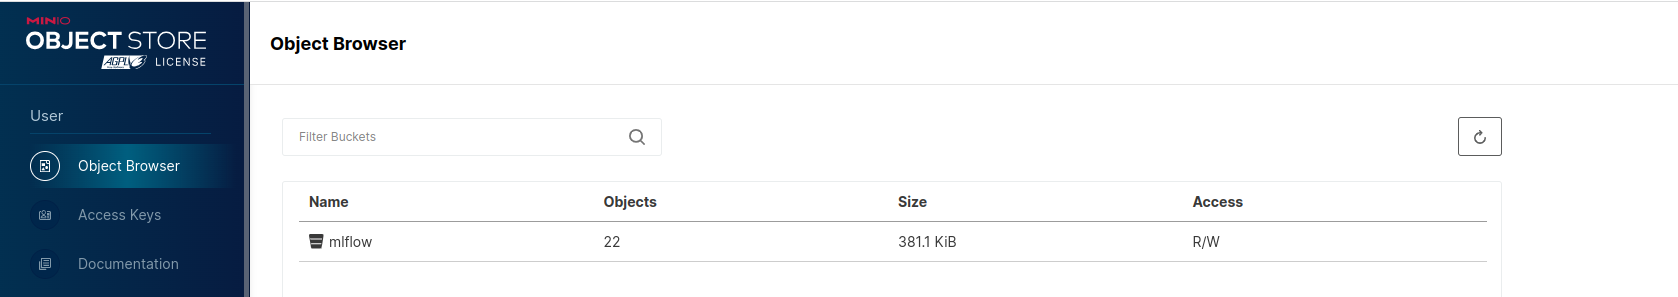 MINIO
OBJECT STORE
AGPLv3 LICENSE
User
Object Browser
Access Keys
Documentation
Object Browser
Filter Buckets
Name Objects Size Access
mlflow 22 381.1 KiB R/W